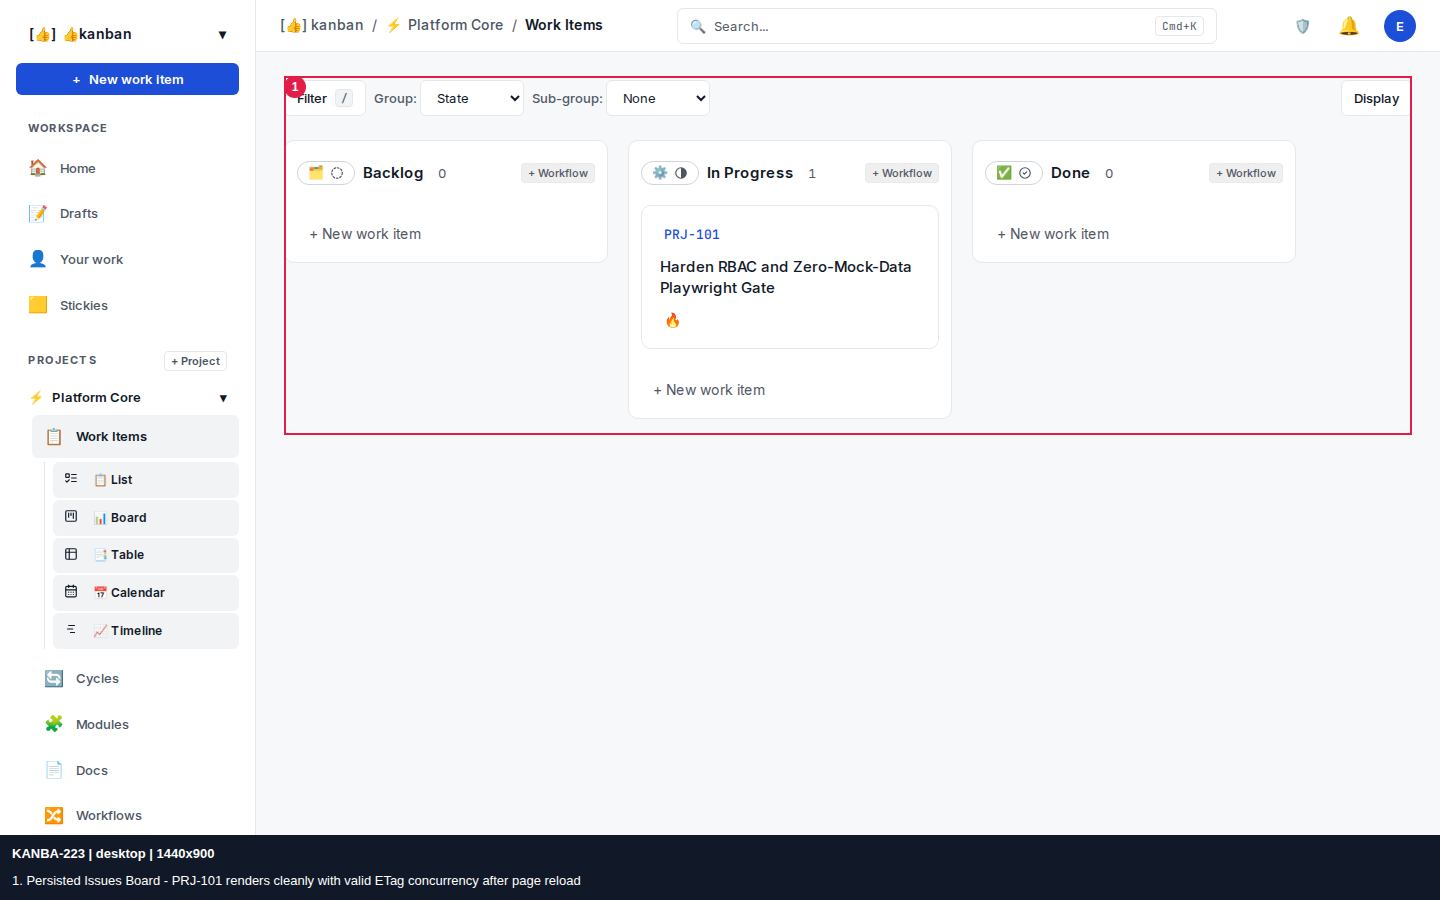 [👍] 👍kanban ▼
+ New work item
WORKSPACE
🏠 Home
📝 Drafts
👤 Your work
🟨 Stickies
PROJECTS + Project
⚡ Platform Core ▼
📋 Work Items
📋 List
📊 Board
📑 Table
📅 Calendar
📈 Timeline
🔄 Cycles
🧩 Modules
📄 Docs
🔀 Workflows
[👍] kanban / ⚡ Platform Core / Work Items
🔍 Search... Cmd+K
🛡️ 🔔 E
1
Filter / Group: State Sub-group: None Display
🗂️ Backlog 0 + Workflow
+ New work item
⚙️ In Progress 1 + Workflow
PRJ-101
Harden RBAC and Zero-Mock-Data
Playwright Gate
🔥
+ New work item
✅ Done 0 + Workflow
+ New work item
KANBA-223 | desktop | 1440x900
1. Persisted Issues Board - PRJ-101 renders cleanly with valid ETag concurrency after page reload